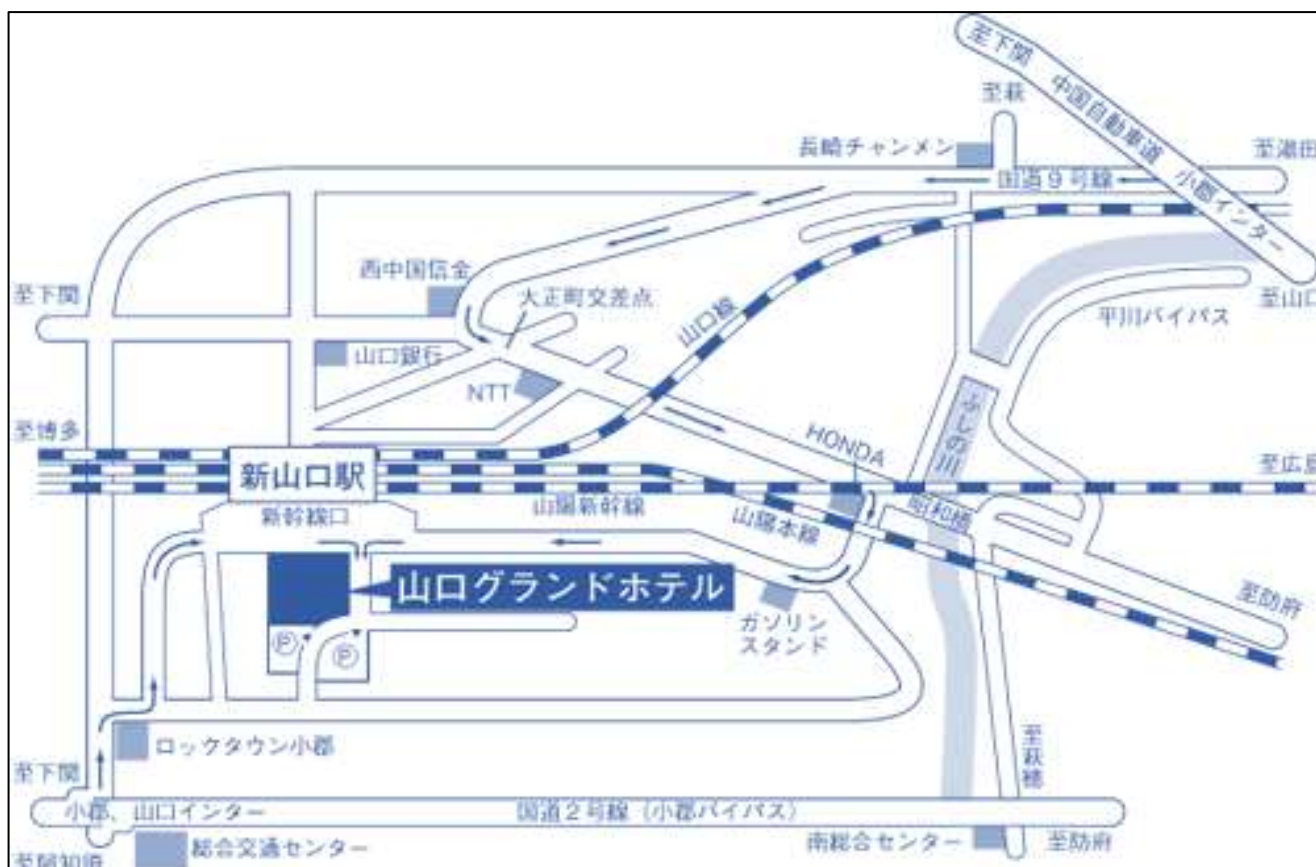 至下関 中国自動車道 小郡インター
至萩
長崎チャンメン
至湯田
国道9号線
西中国信金
至下関
大正町交差点
山口線
至山口
平川バイパス
山口銀行
NTT
ふしの川
至博多
HONDA
至広島
新山口駅
山陽新幹線
山陽本線
昭和橋
新幹線口
山口グランドホテル
至防府
ガソリン
スタンド
P
P
ロックタウン小郡
至萩穂
至下関
小郡、山口インター
国道2号線(小郡バイパス)
総合交通センター
南総合センター
至防府